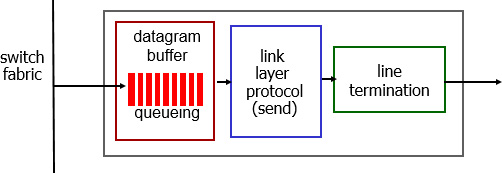 switch
fabric
datagram
buffer
queueing
link
layer
protocol
(send)
line
termination